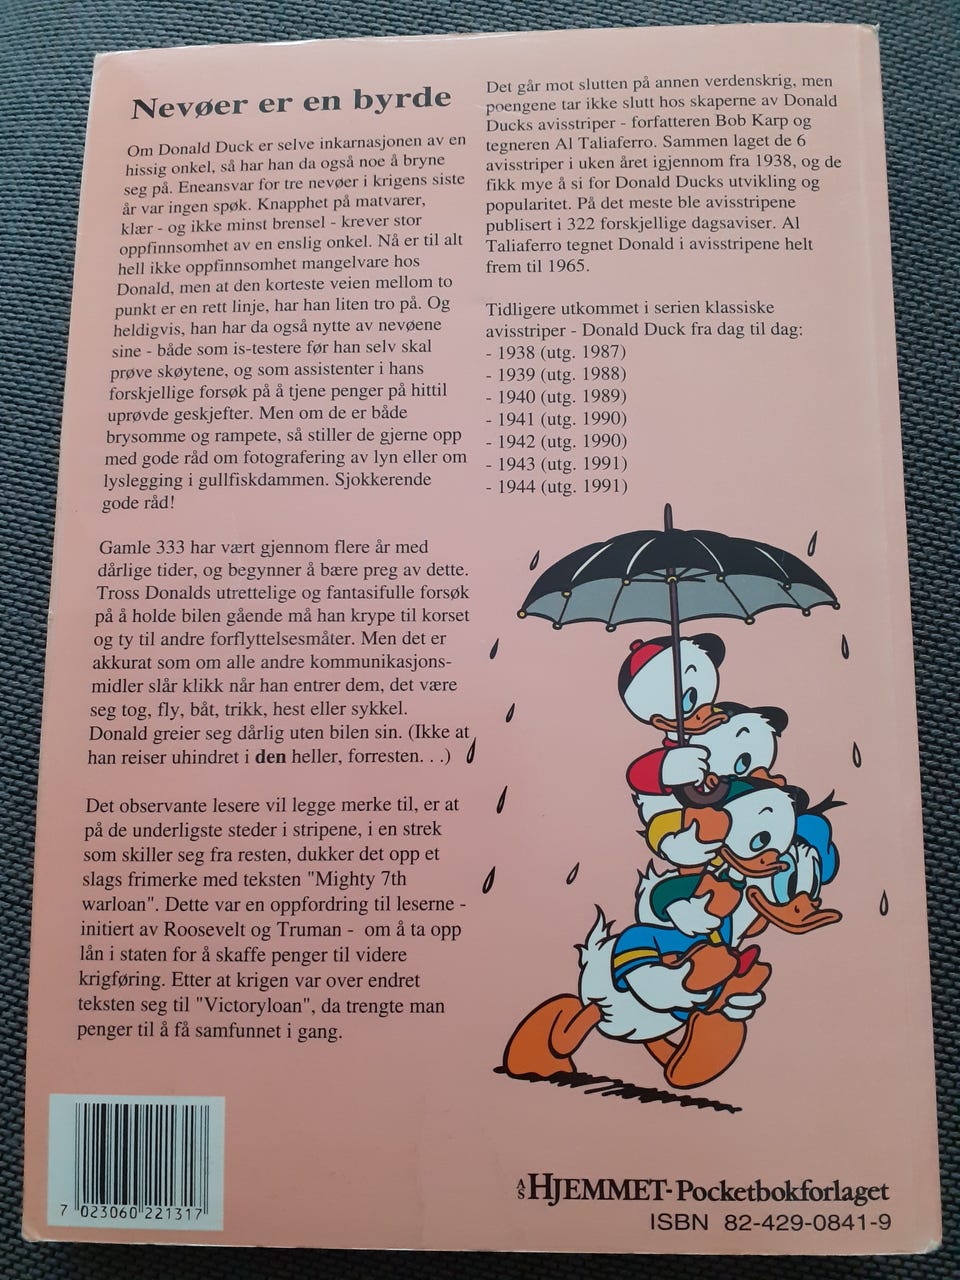 Nevøer er en byrde
Om Donald Duck er selve inkarnasjonen av en
hissig onkel, så har han da også noe å bryne
seg på. Eneansvar for tre nevøer i krigens siste
år var ingen spøk. Knapphet på matvarer,
klær - og ikke minst brensel - krever stor
oppfinnsomhet av en enslig onkel. Nå er til alt
hell ikke oppfinnsomhet mangelvare hos
Donald, men at den korteste veien mellom to
punkt er en rett linje, har han liten tro på. Og
heldigvis, han har da også nytte av nevøene
sine - både som is-testere før han selv skal
prøve skøytene, og som assistenter i hans
forskjellige forsøk på å tjene penger på hittil
uprøvde geskjefter. Men om de er både
brysomme og rampete, så stiller de gjerne opp
med gode råd om fotografering av lyn eller om
lyslegging i gullfiskdammen. Sjokkerende
gode råd!
Gamle 333 har vært gjennom flere år med
dårlige tider, og begynner å bære preg av dette.
Tross Donalds utrettelige og fantasifulle forsøk
på å holde bilen gående må han krype til korset
og ty til andre forflyttelsesmåter. Men det er
akkurat som om alle andre kommunikasjons-
midler slår klikk når han entrer dem, det være
seg tog, fly, båt, trikk, hest eller sykkel.
Donald greier seg dårlig uten bilen sin. (Ikke at
han reiser uhindret i den heller, forresten. . .)
Det observante lesere vil legge merke til, er at
på de underligste steder i stripene, i en strek
som skiller seg fra resten, dukker det opp et
slags frimerke med teksten "Mighty 7th
warloan". Dette var en oppfordring til leserne -
initiert av Roosevelt og Truman - om å ta opp
lån i staten for å skaffe penger til videre
krigføring. Etter at krigen var over endret
teksten seg til "Victoryloan", da trengte man
penger til å få samfunnet i gang.
Det går mot slutten på annen verdenskrig, men
poengene tar ikke slutt hos skaperne av Donald
Ducks avisstriper - forfatteren Bob Karp og
tegneren Al Taliaferro. Sammen laget de 6
avisstriper i uken året igjennom fra 1938, og de
fikk mye å si for Donald Ducks utvikling og
popularitet. På det meste ble avisstripene
publisert i 322 forskjellige dagsaviser. Al
Taliaferro tegnet Donald i avisstripene helt
frem til 1965.
Tidligere utkommet i serien klassiske
avisstriper - Donald Duck fra dag til dag:
- 1938 (utg. 1987)
- 1939 (utg. 1988)
- 1940 (utg. 1989)
- 1941 (utg. 1990)
- 1942 (utg. 1990)
- 1943 (utg. 1991)
- 1944 (utg. 1991)
7 023060 221317
A/S HJEMMET-Pocketbokforlaget
ISBN 82-429-0841-9